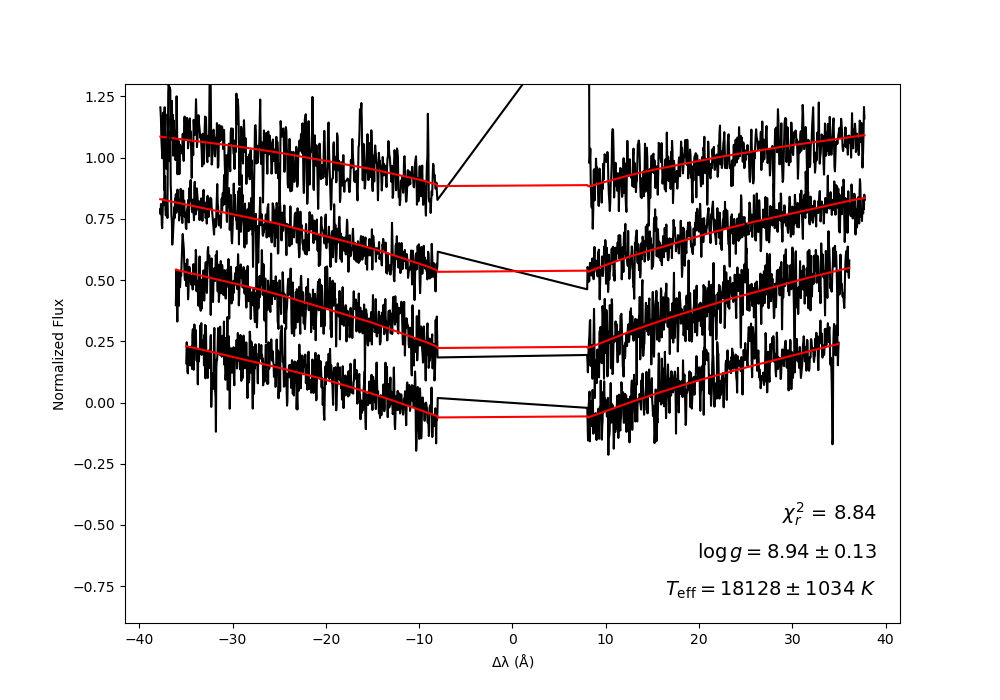 1.25
1.00
0.75
0.50
0.25
0.00
−0.25
−0.50
−0.75
Normalized Flux
χ²ᵣ = 8.84
log g = 8.94 ± 0.13
T_eff = 18128 ± 1034 K
−40 −30 −20 −10 0 10 20 30 40
Δλ (Å)